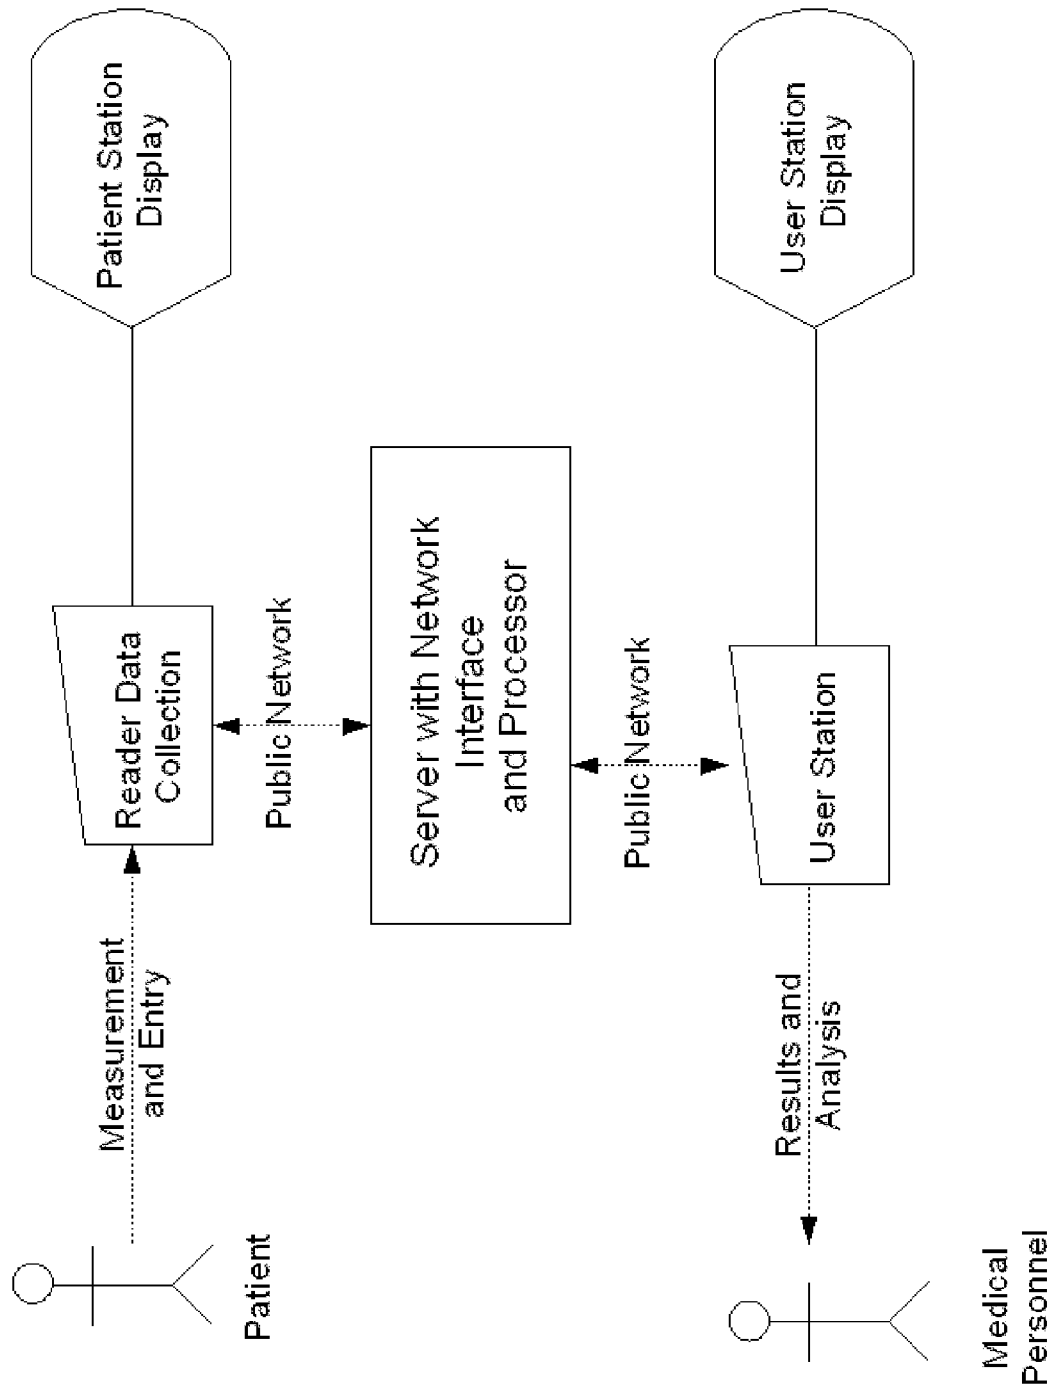 Patient
Measurement
and Entry
Reader Data
Collection
Patient Station
Display
Public Network
Server with Network
Interface
and Processor
Public Network
Medical
Personnel
Results and
Analysis
User Station
User Station
Display